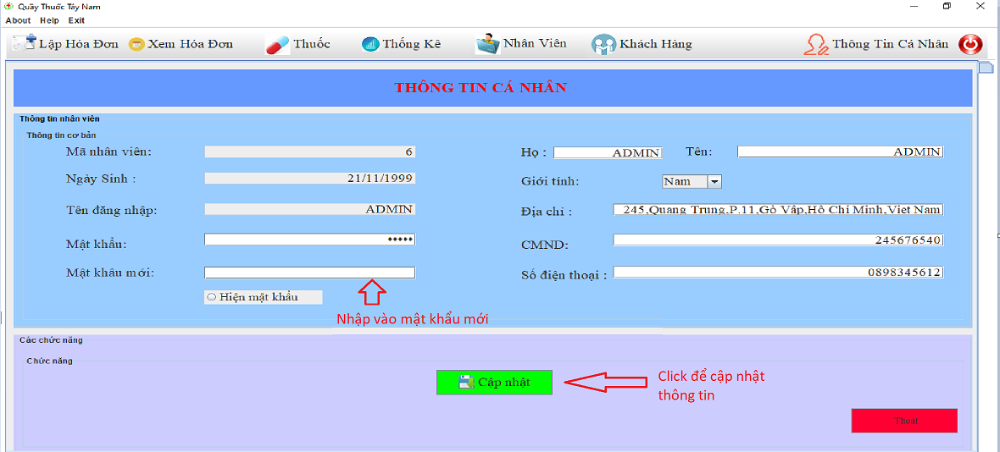 Quầy Thuốc Tây Nam
About Help Exit
Lập Hóa Đơn Xem Hóa Đơn Thuốc Thống Kê Nhân Viên Khách Hàng Thông Tin Cá Nhân
THÔNG TIN CÁ NHÂN
Thông tin nhân viên
Thông tin cơ bản
Mã nhân viên: 6 Họ : ADMIN Tên: ADMIN
Ngày Sinh : 21/11/1999 Giới tính: Nam
Tên đăng nhập: ADMIN Địa chỉ : 245,Quang Trung,P.11,Gò Vấp,Hồ Chí Minh,Viet Nam
Mật khẩu: ••••• CMND: 245676540
Mật khẩu mới: Số điện thoại : 0898345612
Hiện mật khẩu
Nhập vào mật khẩu mới
Các chức năng
Chức năng
Cập nhật
Click để cập nhật
thông tin
Thoát